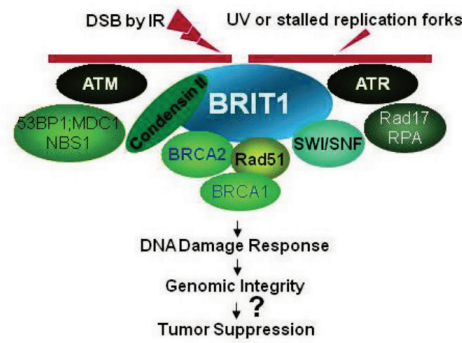 DSB by IR
UV or stalled replication forks
ATM
ATR
BRIT1
Condensin II
53BP1;MDC1
NBS1
Rad17
RPA
SWI/SNF
BRCA2
Rad51
BRCA1
DNA Damage Response
Genomic Integrity
?
Tumor Suppression